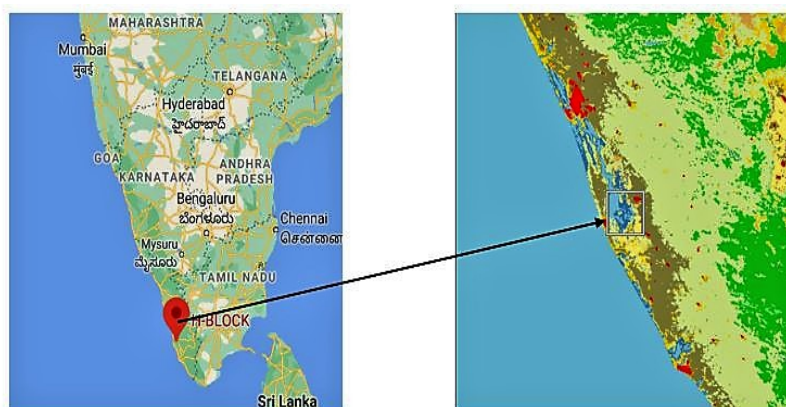 MAHARASHTRA
Mumbai
मुंबई
TELANGANA
Hyderabad
హైదరాబాద్
GOA
KARNATAKA
ANDHRA
PRADESH
Bengaluru
ಬೆಂಗಳೂರು
Chennai
சென்னை
Mysuru
ಮೈಸೂರು
TAMIL NADU
H-BLOCK
Sri Lanka